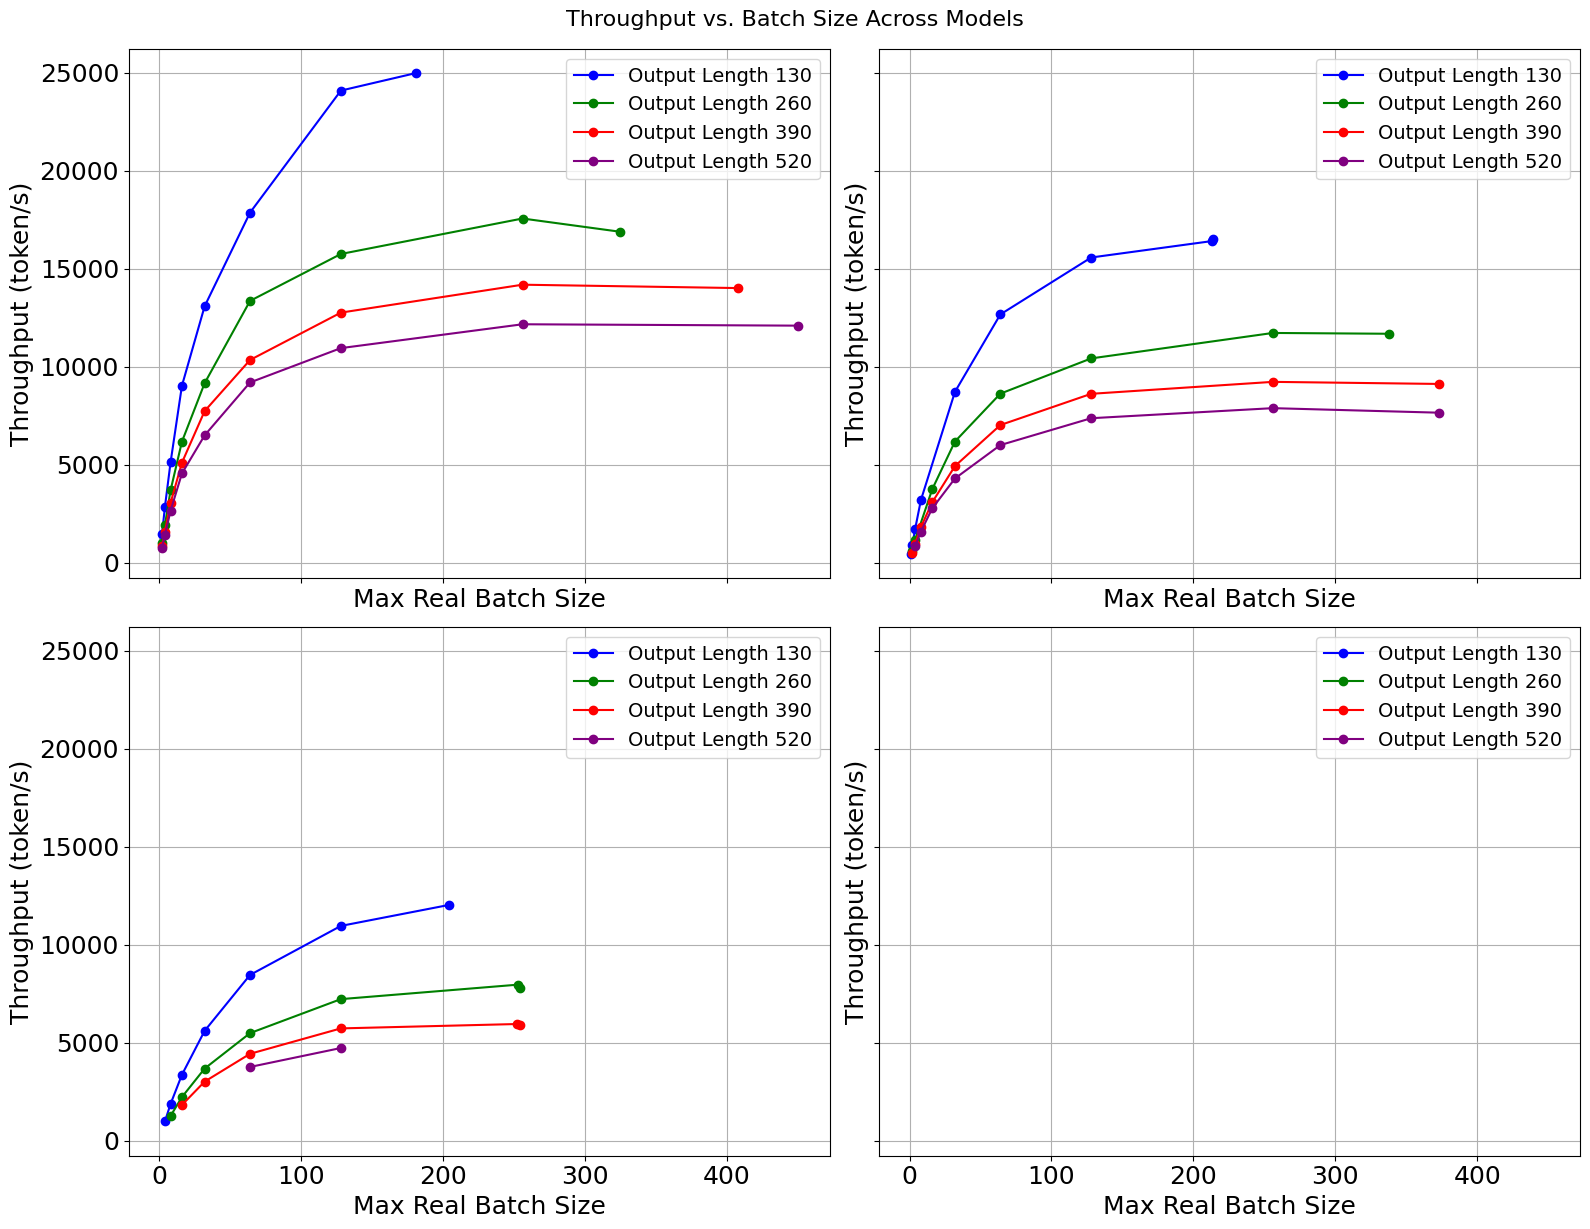 Throughput vs. Batch Size Across Models
Throughput (token/s)
25000
20000
15000
10000
5000
0
Output Length 130
Output Length 260
Output Length 390
Output Length 520
Max Real Batch Size
Throughput (token/s)
Output Length 130
Output Length 260
Output Length 390
Output Length 520
Max Real Batch Size
Throughput (token/s)
25000
20000
15000
10000
5000
0
Output Length 130
Output Length 260
Output Length 390
Output Length 520
0 100 200 300 400
Max Real Batch Size
Throughput (token/s)
Output Length 130
Output Length 260
Output Length 390
Output Length 520
0 100 200 300 400
Max Real Batch Size